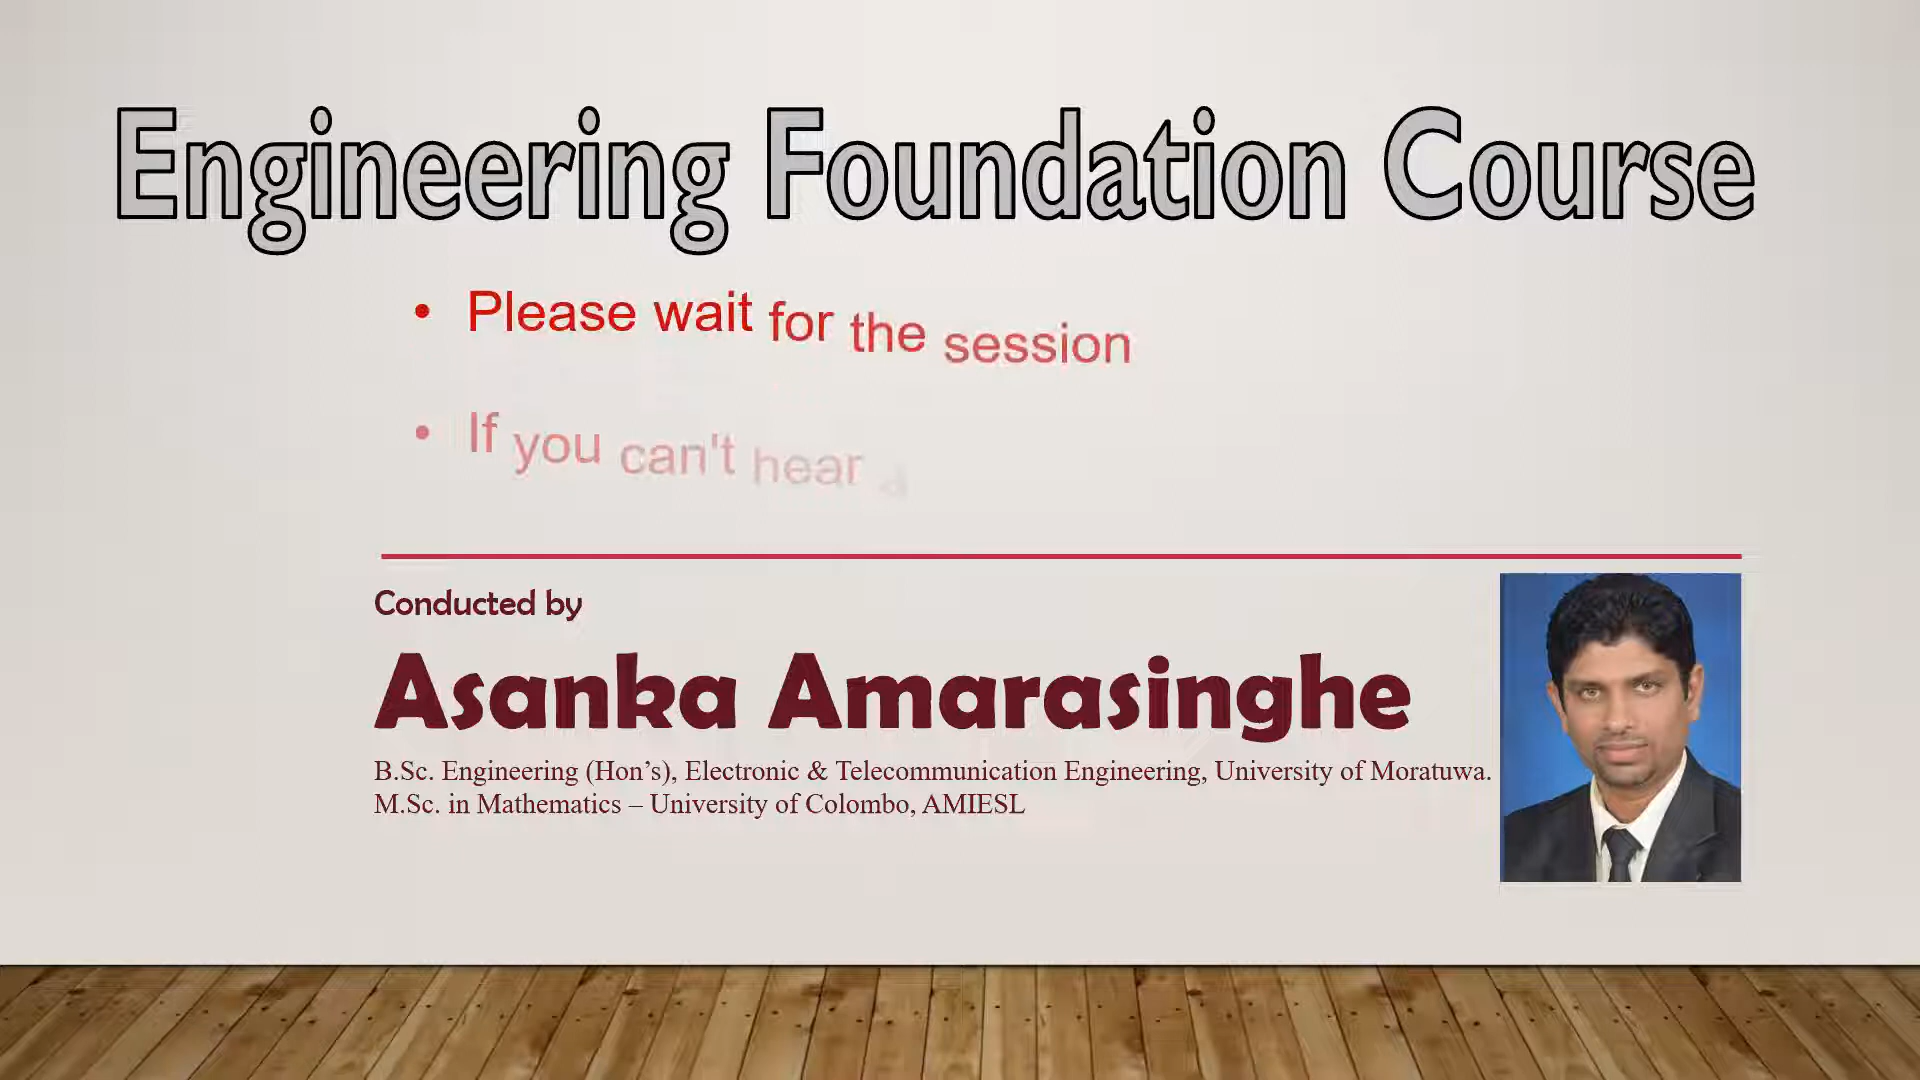 Engineering Foundation Course
• Please wait for the session
• If you can't hear
Conducted by
Asanka Amarasinghe
B.Sc. Engineering (Hon’s), Electronic & Telecommunication Engineering, University of Moratuwa.
M.Sc. in Mathematics – University of Colombo, AMIESL